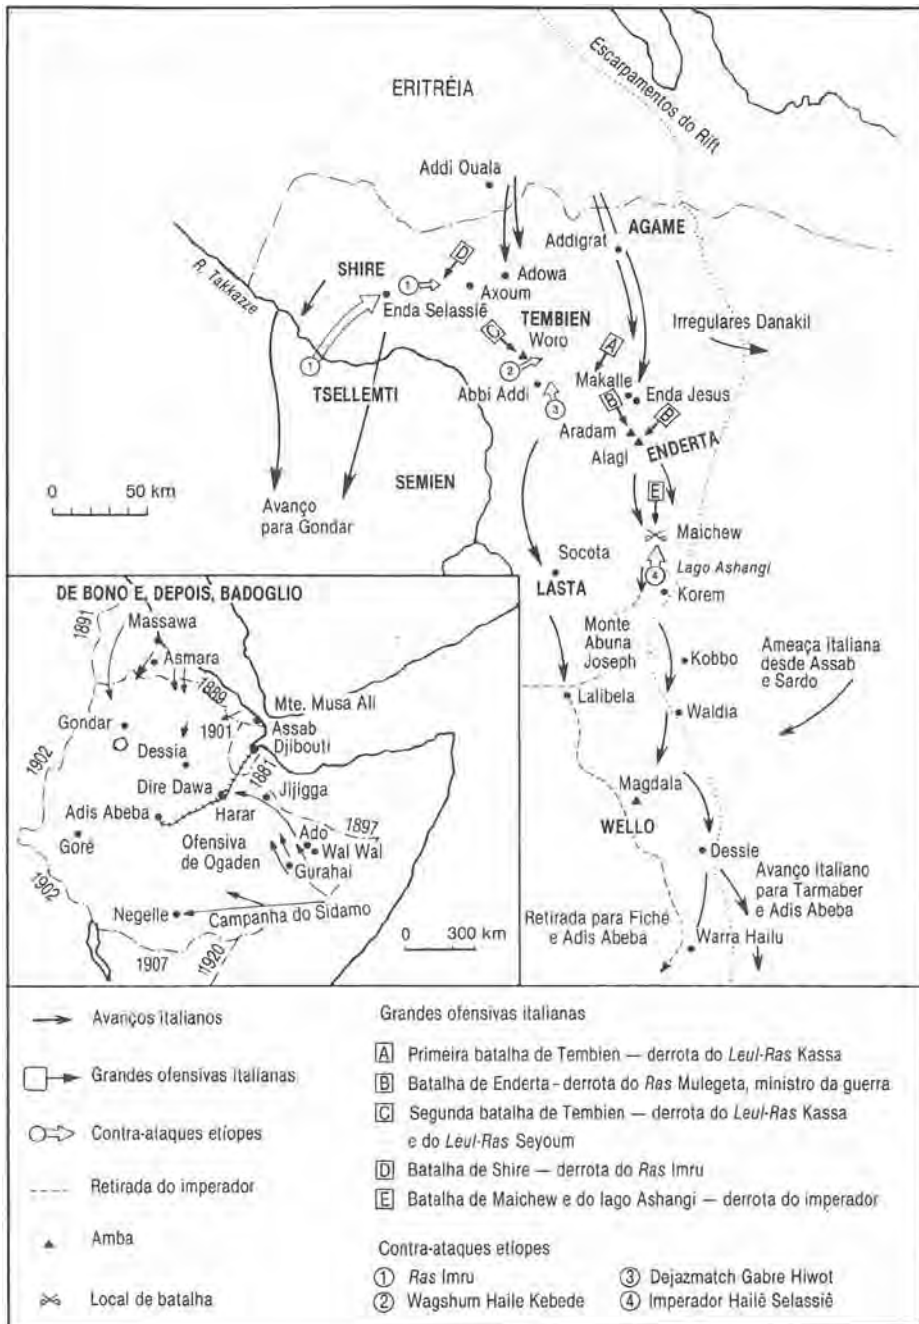 ERITRÉIA
Escarpamentos do Rift
Addi Ouala
AGAME
Addigrat
R. Takkazze
SHIRE
D
Adowa
1
Axoum
Enda Selassiê
TEMBIEN
Irregulares Danakil
C
Woro
A
2
1
Makalle
TSELLEMTI
Abbi Addi
Enda Jesus
3
B
B
Aradam
ENDERTA
Alagi
0 50 km
SEMIEN
E
Avanço
para Gondar
Maichew
Socota
4
Lago Ashangi
LASTA
Korem
Monte
Abuna
Joseph
Kobbo
Ameaça italiana
desde Assab
e Sardo
Lalibela
Waldia
Magdala
WELLO
Dessie
Avanço italiano
para Tarmaber
e Adis Abeba
Retirada para Fiché
e Adis Abeba
Warra Hailu
DE BONO E, DEPOIS, BADOGLIO
1891
Massawa
Asmara
1889
Mte. Musa Ali
Gondar
1901
Assab
Djibouti
1902
Dessia
1881
Dire Dawa
Jijigga
Adis Abeba
Harar
1897
Goré
Ofensiva
de Ogaden
Ado
Wal Wal
Gurahai
1902
Negelle
Campanha do Sidamo
0 300 km
1907
1920
Avanços italianos
Grandes ofensivas italianas
Contra-ataques etíopes
Retirada do imperador
Amba
Local de batalha
Grandes ofensivas italianas
A Primeira batalha de Tembien — derrota do Leul-Ras Kassa
B Batalha de Enderta - derrota do Ras Mulegeta, ministro da guerra
C Segunda batalha de Tembien — derrota do Leul-Ras Kassa
e do Leul-Ras Seyoum
D Batalha de Shire — derrota do Ras Imru
E Batalha de Maichew e do lago Ashangi — derrota do imperador
Contra-ataques etíopes
1 Ras Imru
2 Wagshum Haile Kebede
3 Dejazmatch Gabre Hiwot
4 Imperador Hailê Selassiê